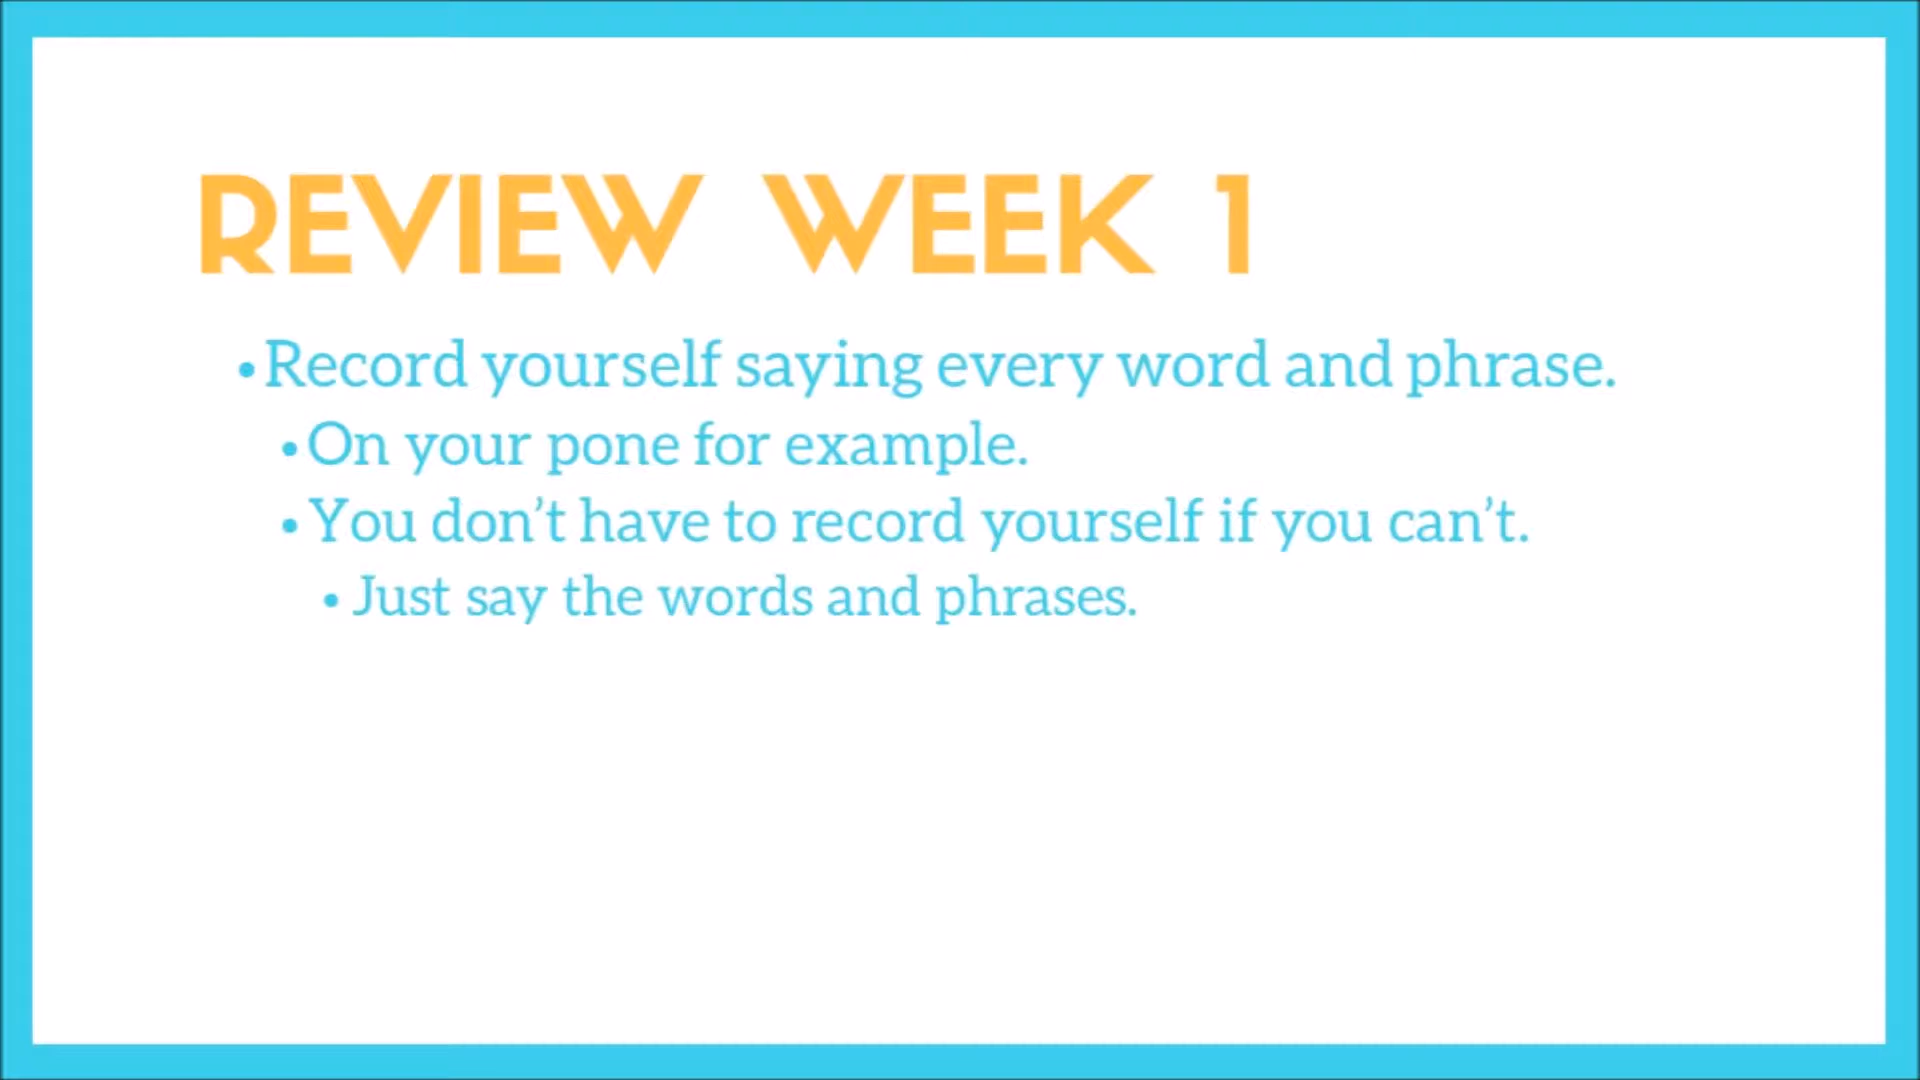 REVIEW WEEK 1
• Record yourself saying every word and phrase.
• On your pone for example.
• You don’t have to record yourself if you can’t.
• Just say the words and phrases.